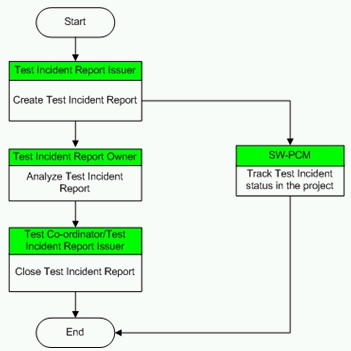 Start
Test Incident Report Issuer
Create Test Incident Report
Test Incident Report Owner
Analyze Test Incident
Report
SW-PCM
Track Test Incident
status in the project
Test Co-ordinator/Test
Incident Report Issuer
Close Test Incident Report
End